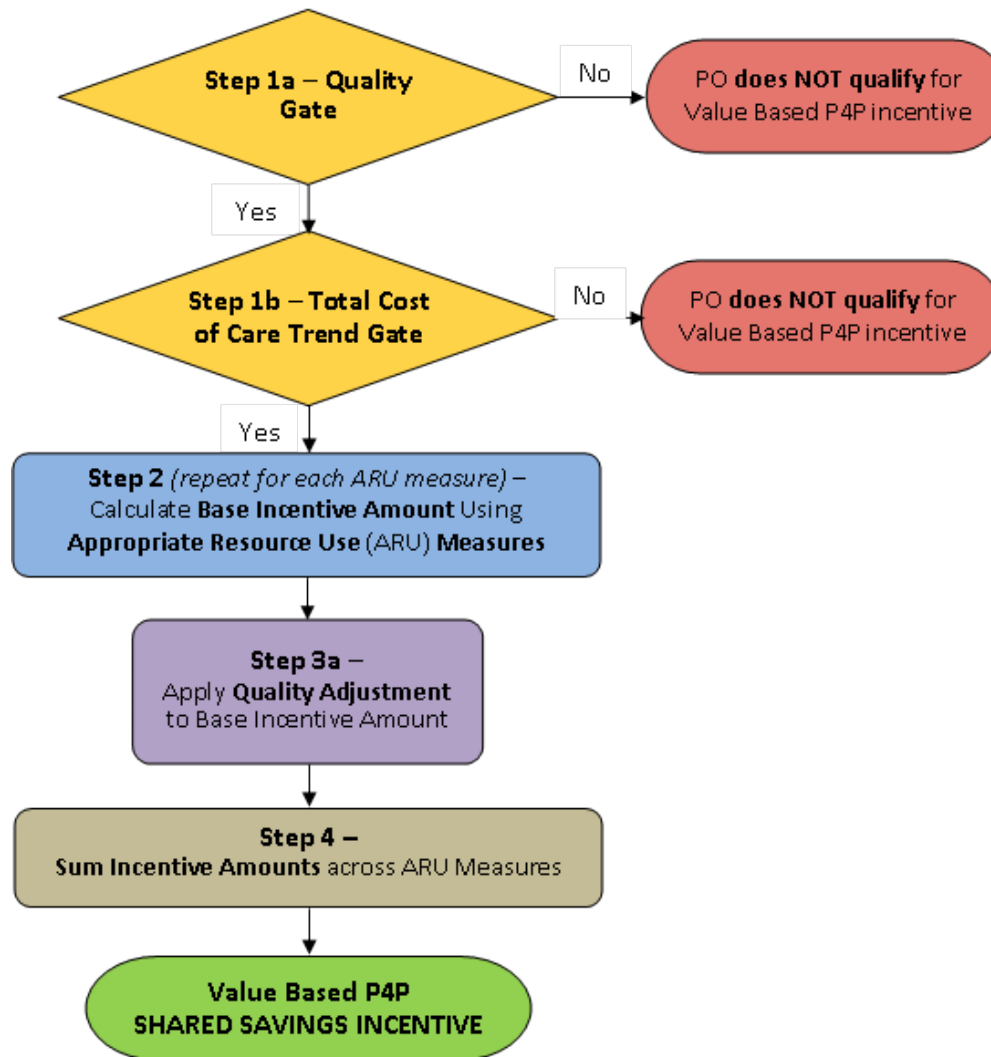 Step 1a – Quality
Gate
No
PO does NOT qualify for
Value Based P4P incentive
Yes
Step 1b – Total Cost
of Care Trend Gate
No
PO does NOT qualify for
Value Based P4P incentive
Yes
Step 2 (repeat for each ARU measure) –
Calculate Base Incentive Amount Using
Appropriate Resource Use (ARU) Measures
Step 3a –
Apply Quality Adjustment
to Base Incentive Amount
Step 4 –
Sum Incentive Amounts across ARU Measures
Value Based P4P
SHARED SAVINGS INCENTIVE